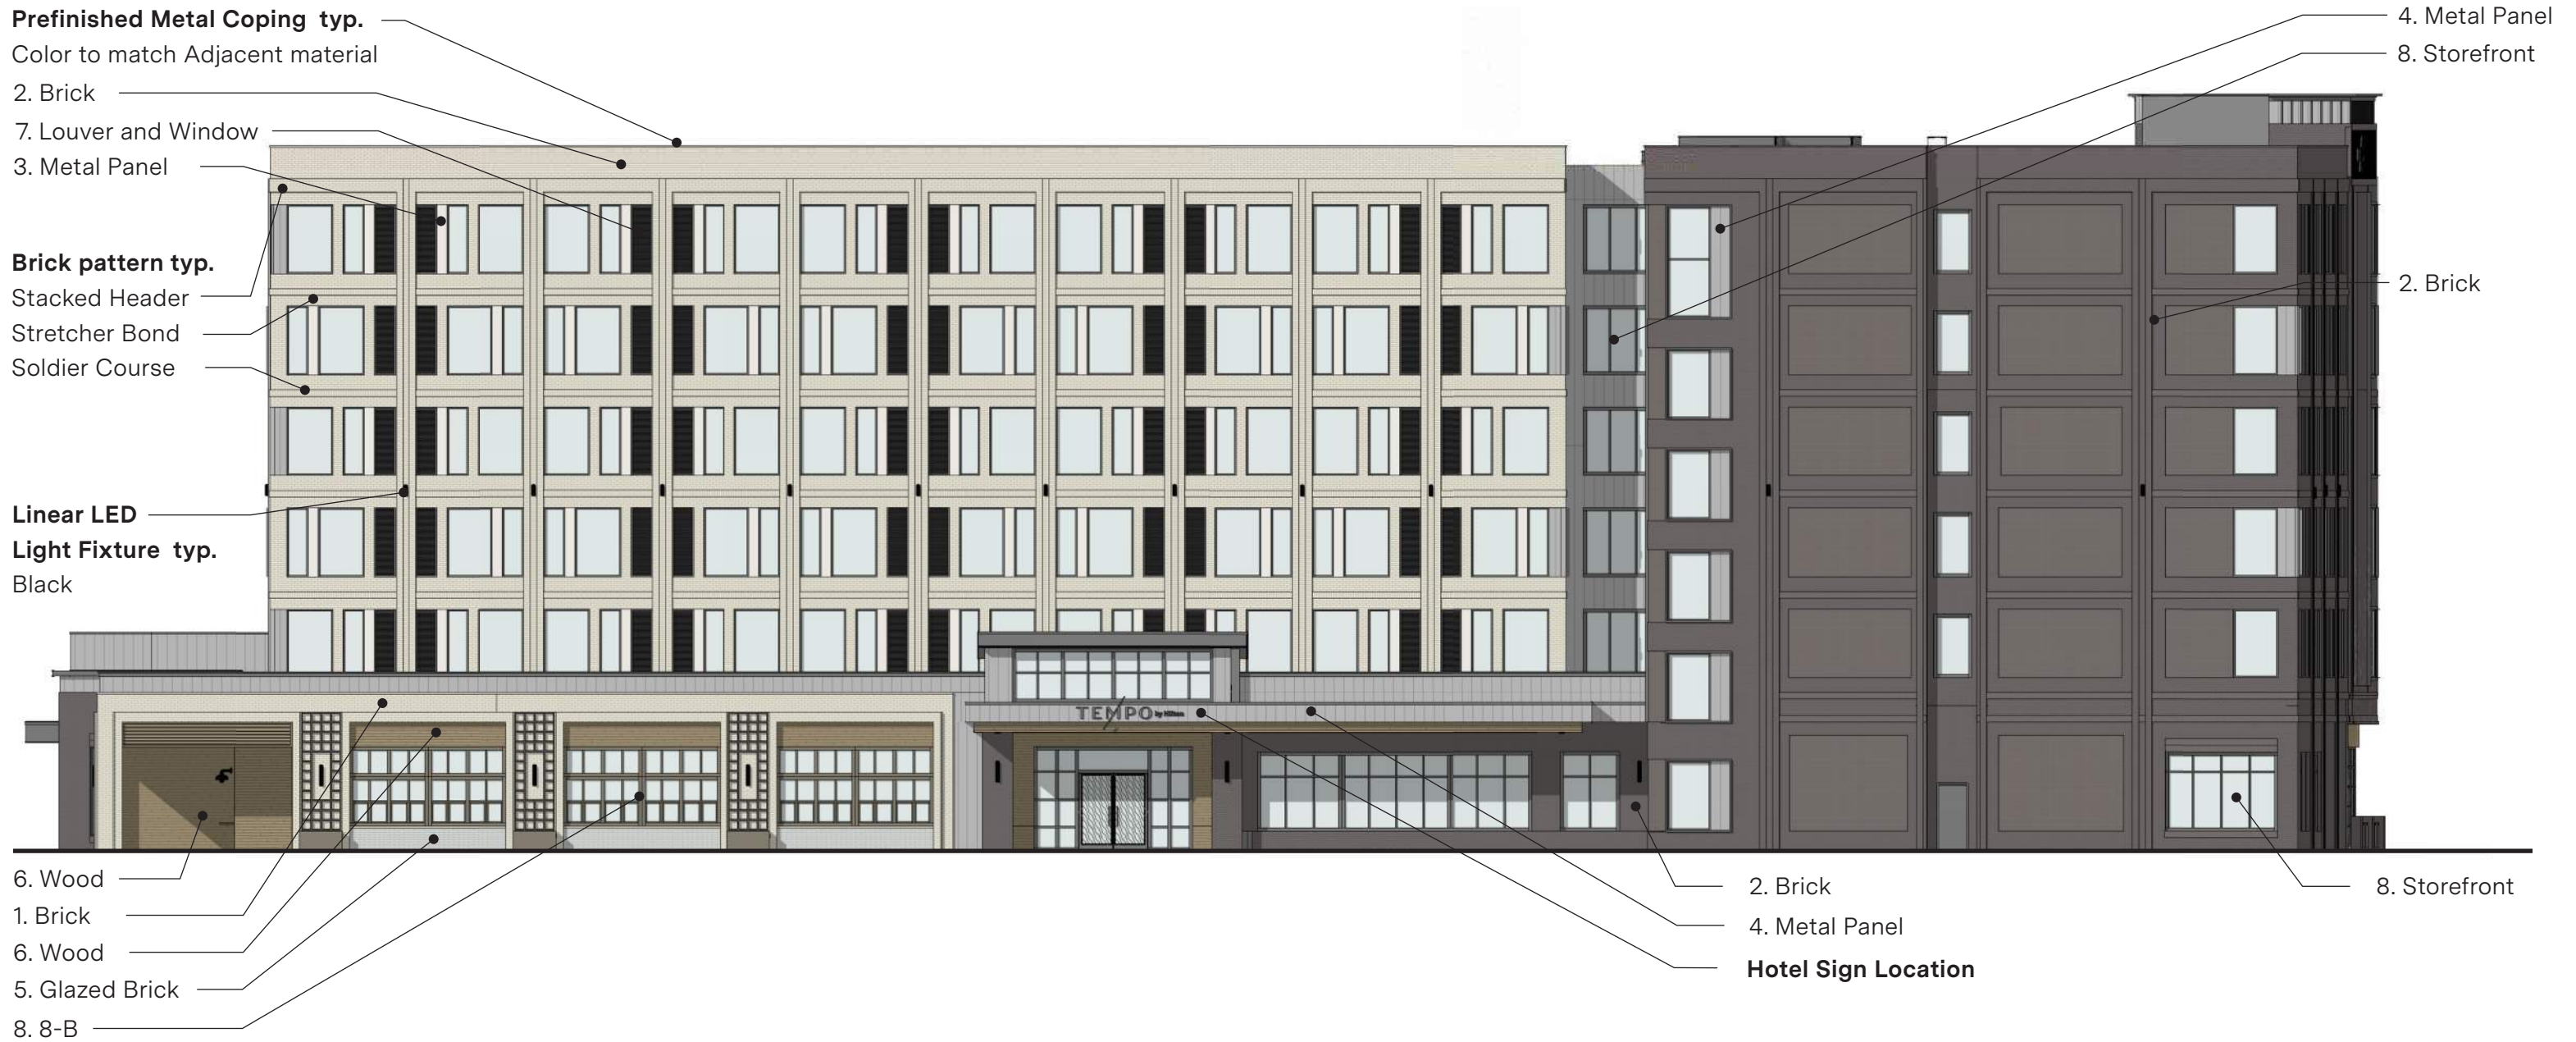 Prefinished Metal Coping typ.
Color to match Adjacent material
2. Brick
7. Louver and Window
3. Metal Panel
Brick pattern typ.
Stacked Header
Stretcher Bond
Soldier Course
Linear LED
Light Fixture typ.
Black
4. Metal Panel
8. Storefront
2. Brick
TEMPO by Hilton
6. Wood
1. Brick
6. Wood
5. Glazed Brick
8. 8-B
2. Brick
4. Metal Panel
Hotel Sign Location
8. Storefront